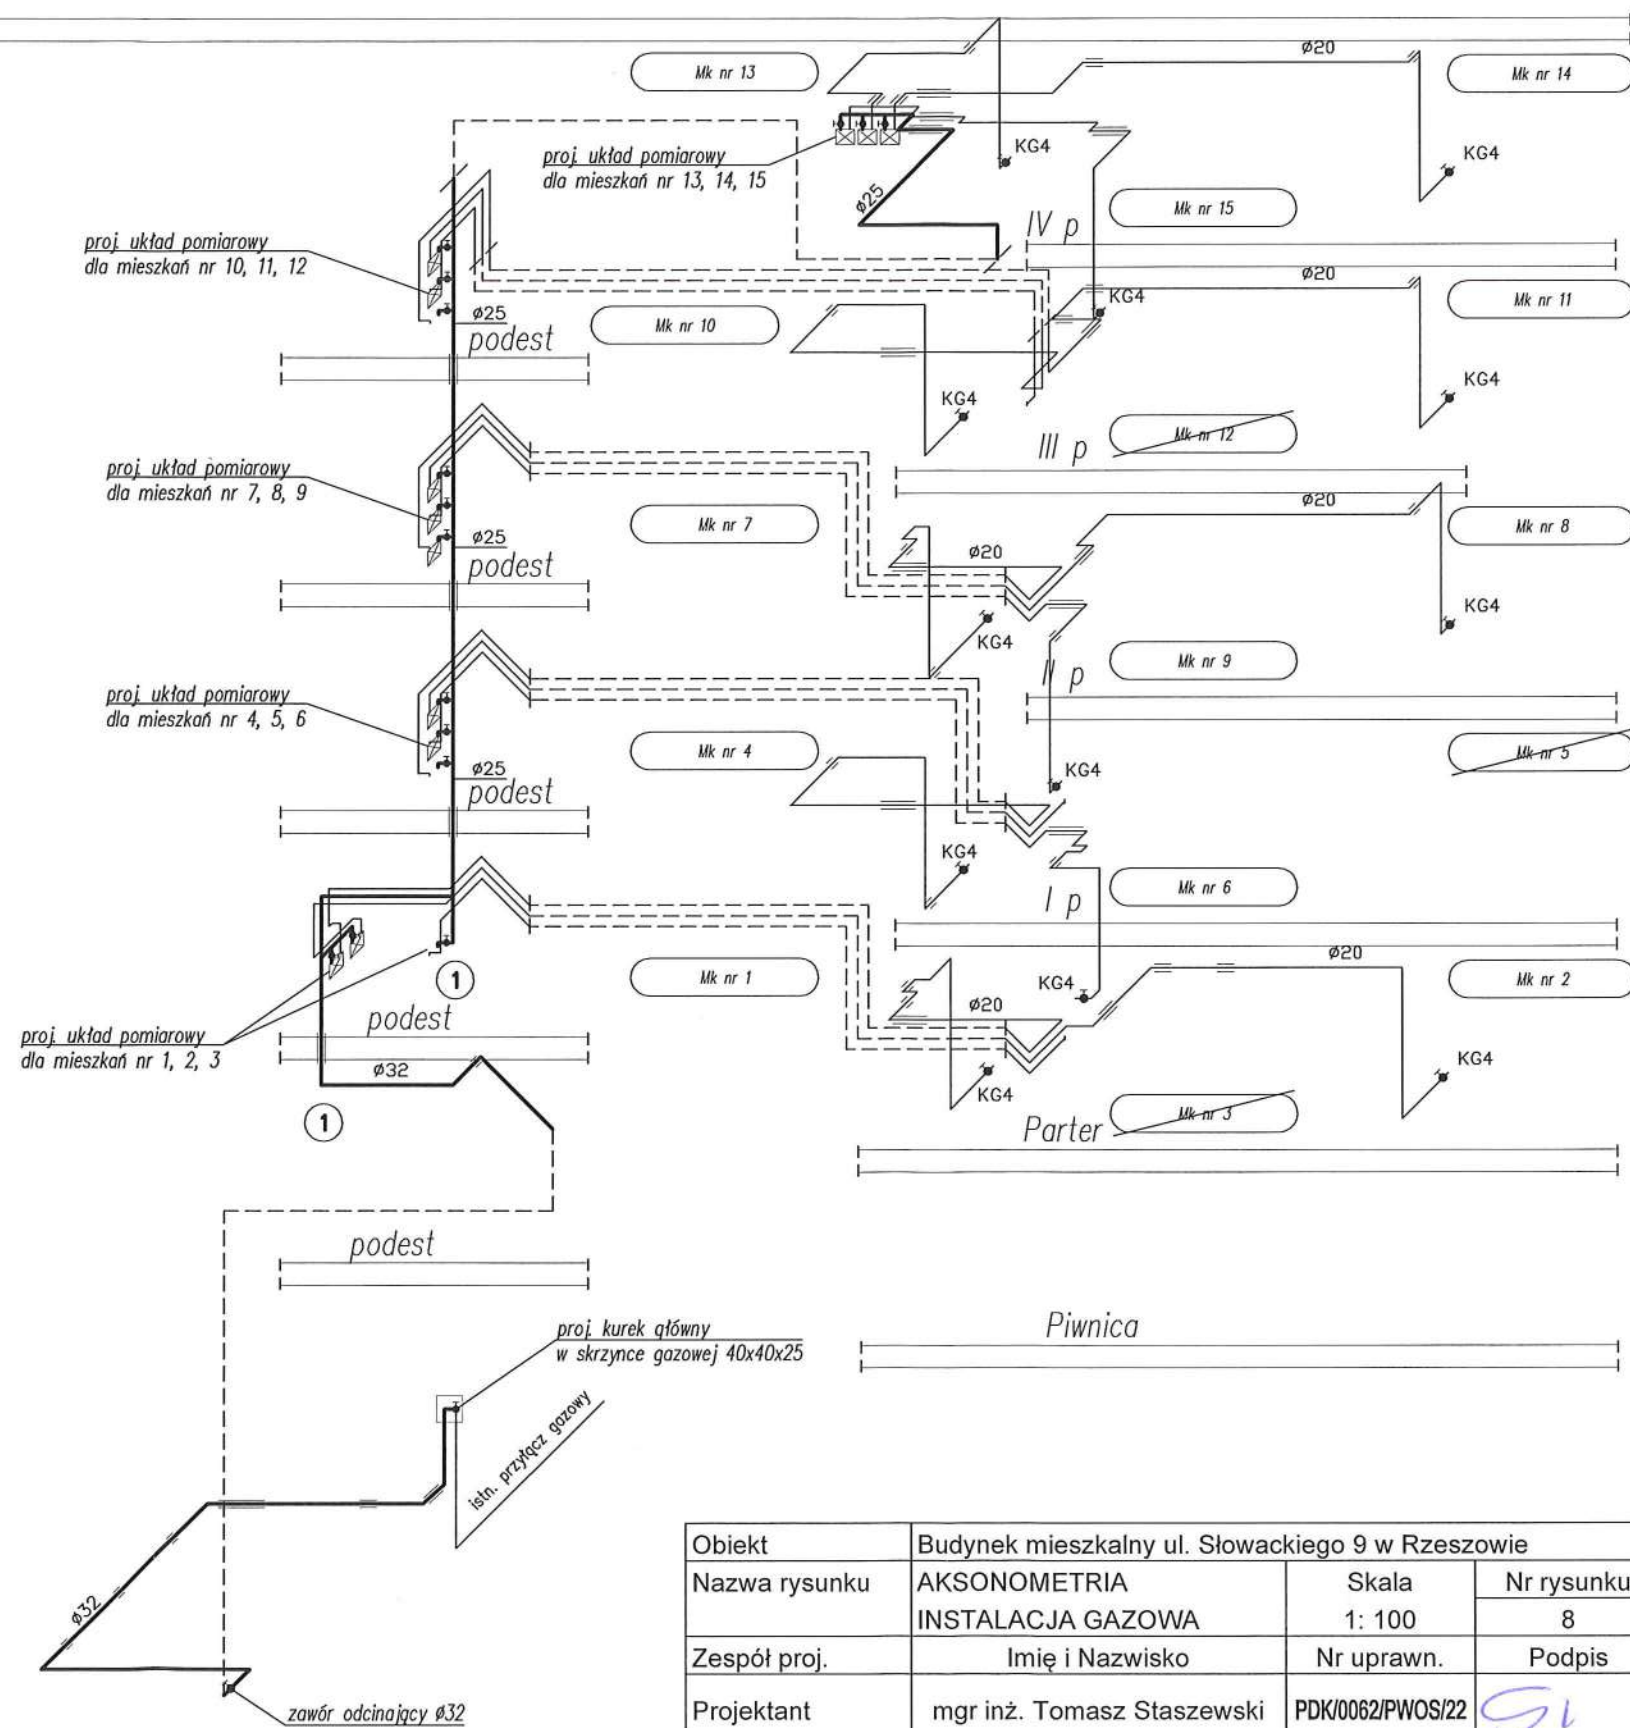 Mk nr 13
ø20
Mk nr 14
proj. układ pomiarowy
dla mieszkań nr 13, 14, 15
KG4
KG4
ø25
Mk nr 15
IV p
proj. układ pomiarowy
dla mieszkań nr 10, 11, 12
ø20
Mk nr 11
KG4
ø25
podest
Mk nr 10
KG4
KG4
Mk nr 12
III p
proj. układ pomiarowy
dla mieszkań nr 7, 8, 9
ø20
Mk nr 7
Mk nr 8
ø25
podest
ø20
KG4
KG4
Mk nr 9
II p
proj. układ pomiarowy
dla mieszkań nr 4, 5, 6
Mk nr 4
Mk nr 5
ø25
podest
KG4
KG4
Mk nr 6
I p
ø20
Mk nr 1
1
KG4
Mk nr 2
podest
ø20
proj. układ pomiarowy
dla mieszkań nr 1, 2, 3
ø32
KG4
KG4
1
Mk nr 3
Parter
podest
Piwnica
proj. kurek główny
w skrzynce gazowej 40x40x25
istn. przyłącz gazowy
ø32
zawór odcinający ø32
Obiekt
Budynek mieszkalny ul. Słowackiego 9 w Rzeszowie
Nazwa rysunku
AKSONOMETRIA
Skala
Nr rysunku
INSTALACJA GAZOWA
1: 100
8
Zespół proj.
Imię i Nazwisko
Nr uprawn.
Podpis
Projektant
mgr inż. Tomasz Staszewski
PDK/0062/PWOS/22